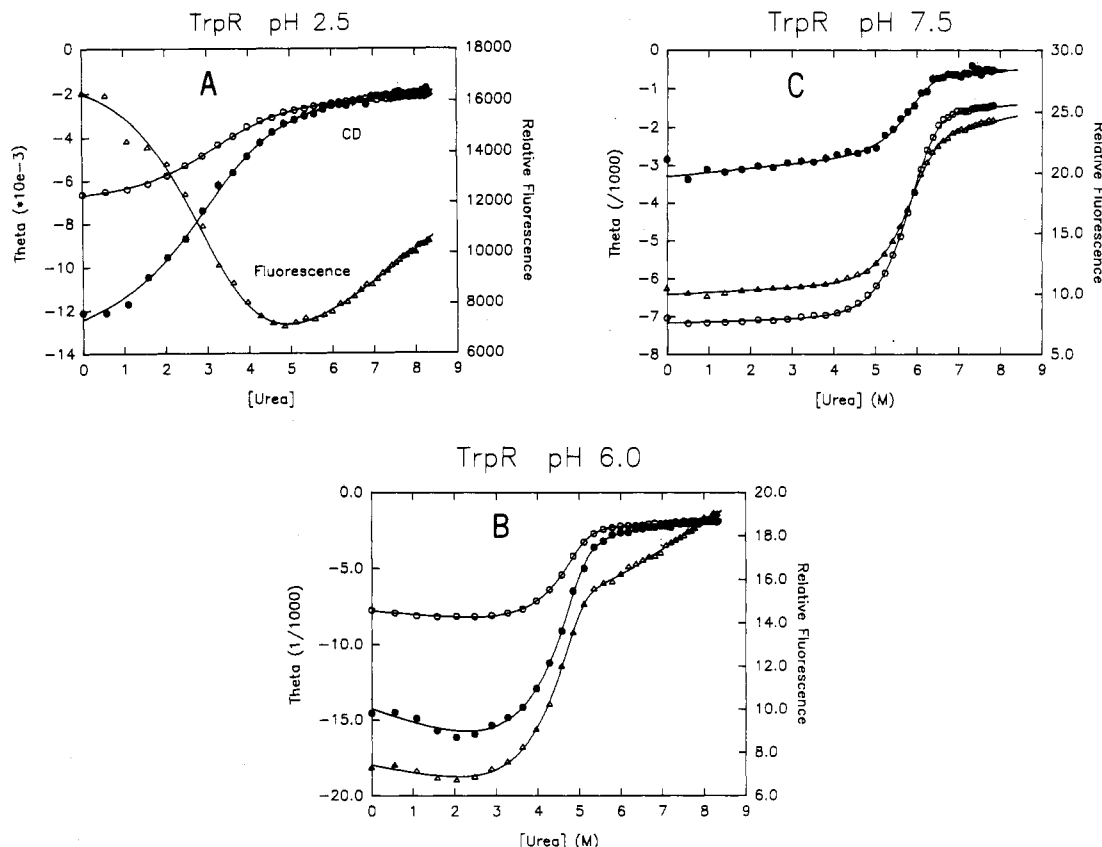 TrpR pH 2.5
A
0
-2
-4
-6
-8
-10
-12
-14
Theta (*10e-3)
18000
16000
14000
12000
10000
8000
6000
Relative Fluorescence
CD
Fluorescence
0 1 2 3 4 5 6 7 8 9
[Urea]
TrpR pH 7.5
C
0
-1
-2
-3
-4
-5
-6
-7
-8
Theta (/1000)
30.0
25.0
20.0
15.0
10.0
5.0
Relative Fluorescence
0 1 2 3 4 5 6 7 8 9
[Urea] (M)
TrpR pH 6.0
B
0.0
-5.0
-10.0
-15.0
-20.0
Theta (1/1000)
20.0
18.0
16.0
14.0
12.0
10.0
8.0
6.0
Relative Fluorescence
0 1 2 3 4 5 6 7 8 9
[Urea] (M)